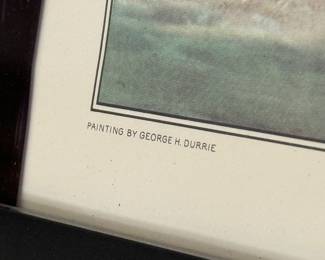 PAINTING BY GEORGE H. DURRIE